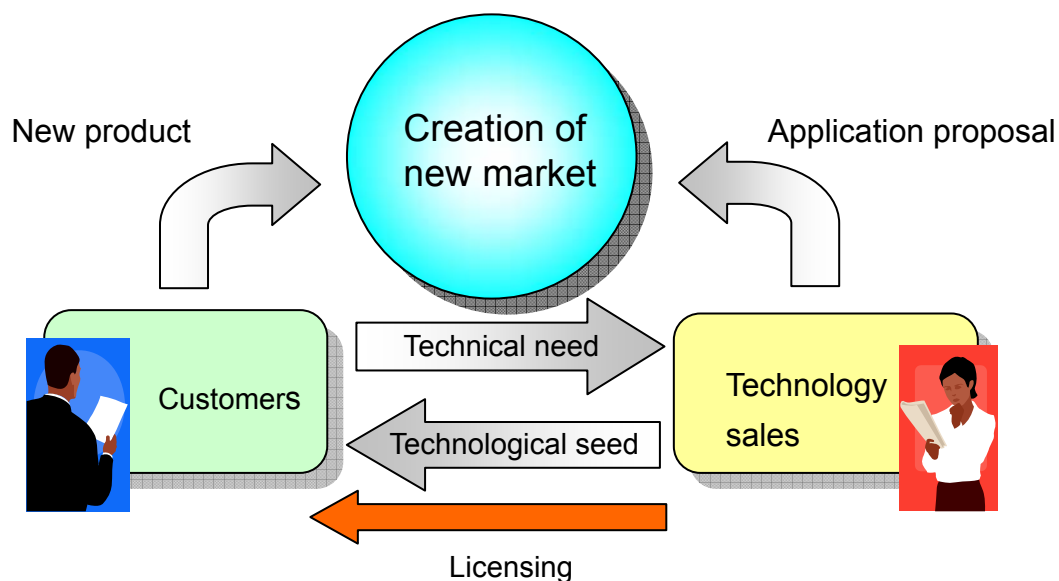 New product
Creation of
new market
Application proposal
Technical need
Customers
Technology
sales
Technological seed
Licensing